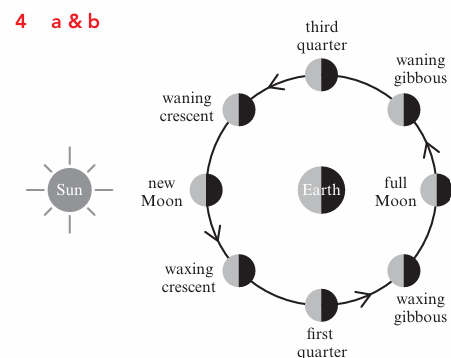 4 a & b
third
quarter
waning
gibbous
waning
crescent
Sun
new
Moon
Earth
full
Moon
waxing
crescent
waxing
gibbous
first
quarter